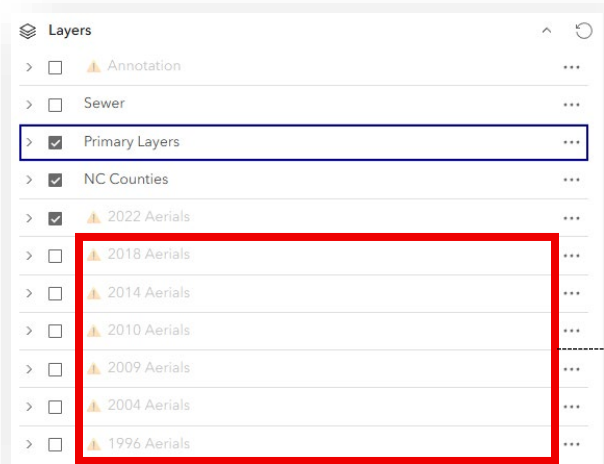 Layers
Annotation
Sewer
Primary Layers
NC Counties
2022 Aerials
2018 Aerials
2014 Aerials
2010 Aerials
2009 Aerials
2004 Aerials
1996 Aerials